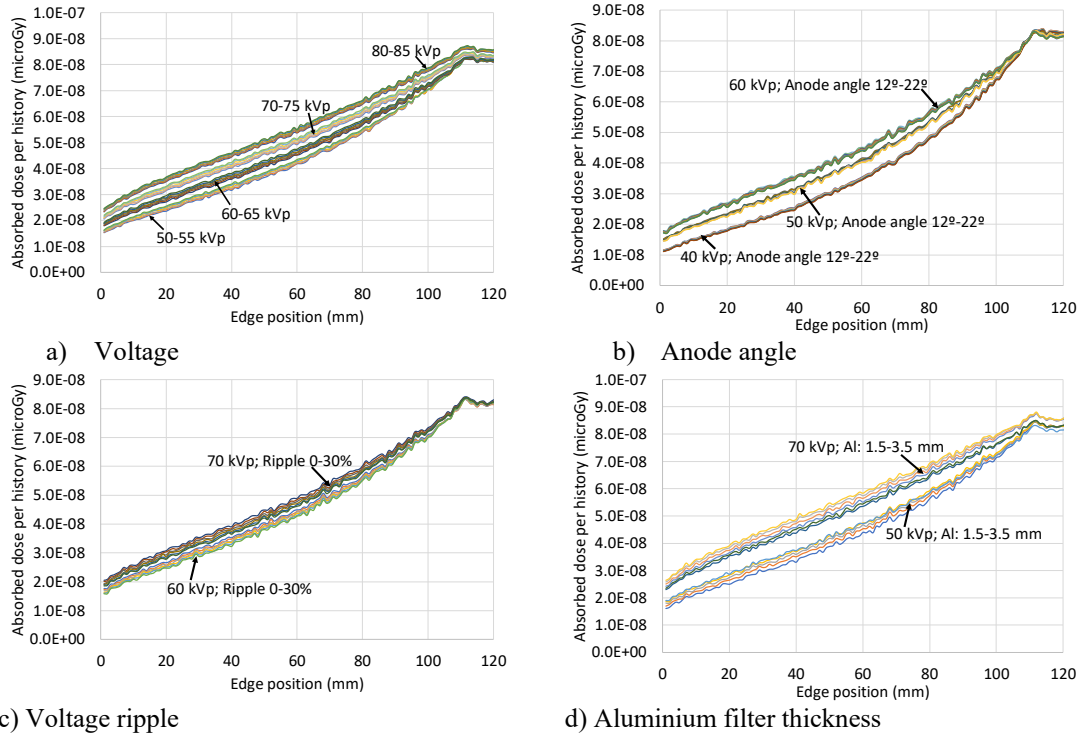 Absorbed dose per history (microGy)
1.0E-07
9.0E-08
8.0E-08
7.0E-08
6.0E-08
5.0E-08
4.0E-08
3.0E-08
2.0E-08
1.0E-08
0.0E+00
80-85 kVp
70-75 kVp
60-65 kVp
50-55 kVp
0 20 40 60 80 100 120
Edge position (mm)
a) Voltage
Absorbed dose per history (microGy)
9.0E-08
8.0E-08
7.0E-08
6.0E-08
5.0E-08
4.0E-08
3.0E-08
2.0E-08
1.0E-08
0.0E+00
60 kVp; Anode angle 12º-22º
50 kVp; Anode angle 12º-22º
40 kVp; Anode angle 12º-22º
0 20 40 60 80 100 120
Edge position (mm)
b) Anode angle
Absorbed dose per history (microGy)
9.0E-08
8.0E-08
7.0E-08
6.0E-08
5.0E-08
4.0E-08
3.0E-08
2.0E-08
1.0E-08
0.0E+00
70 kVp; Ripple 0-30%
60 kVp; Ripple 0-30%
0 20 40 60 80 100 120
Edge position (mm)
c) Voltage ripple
Absorbed dose per history (microGy)
1.0E-07
9.0E-08
8.0E-08
7.0E-08
6.0E-08
5.0E-08
4.0E-08
3.0E-08
2.0E-08
1.0E-08
0.0E+00
70 kVp; Al: 1.5-3.5 mm
50 kVp; Al: 1.5-3.5 mm
0 20 40 60 80 100 120
Edge position (mm)
d) Aluminium filter thickness